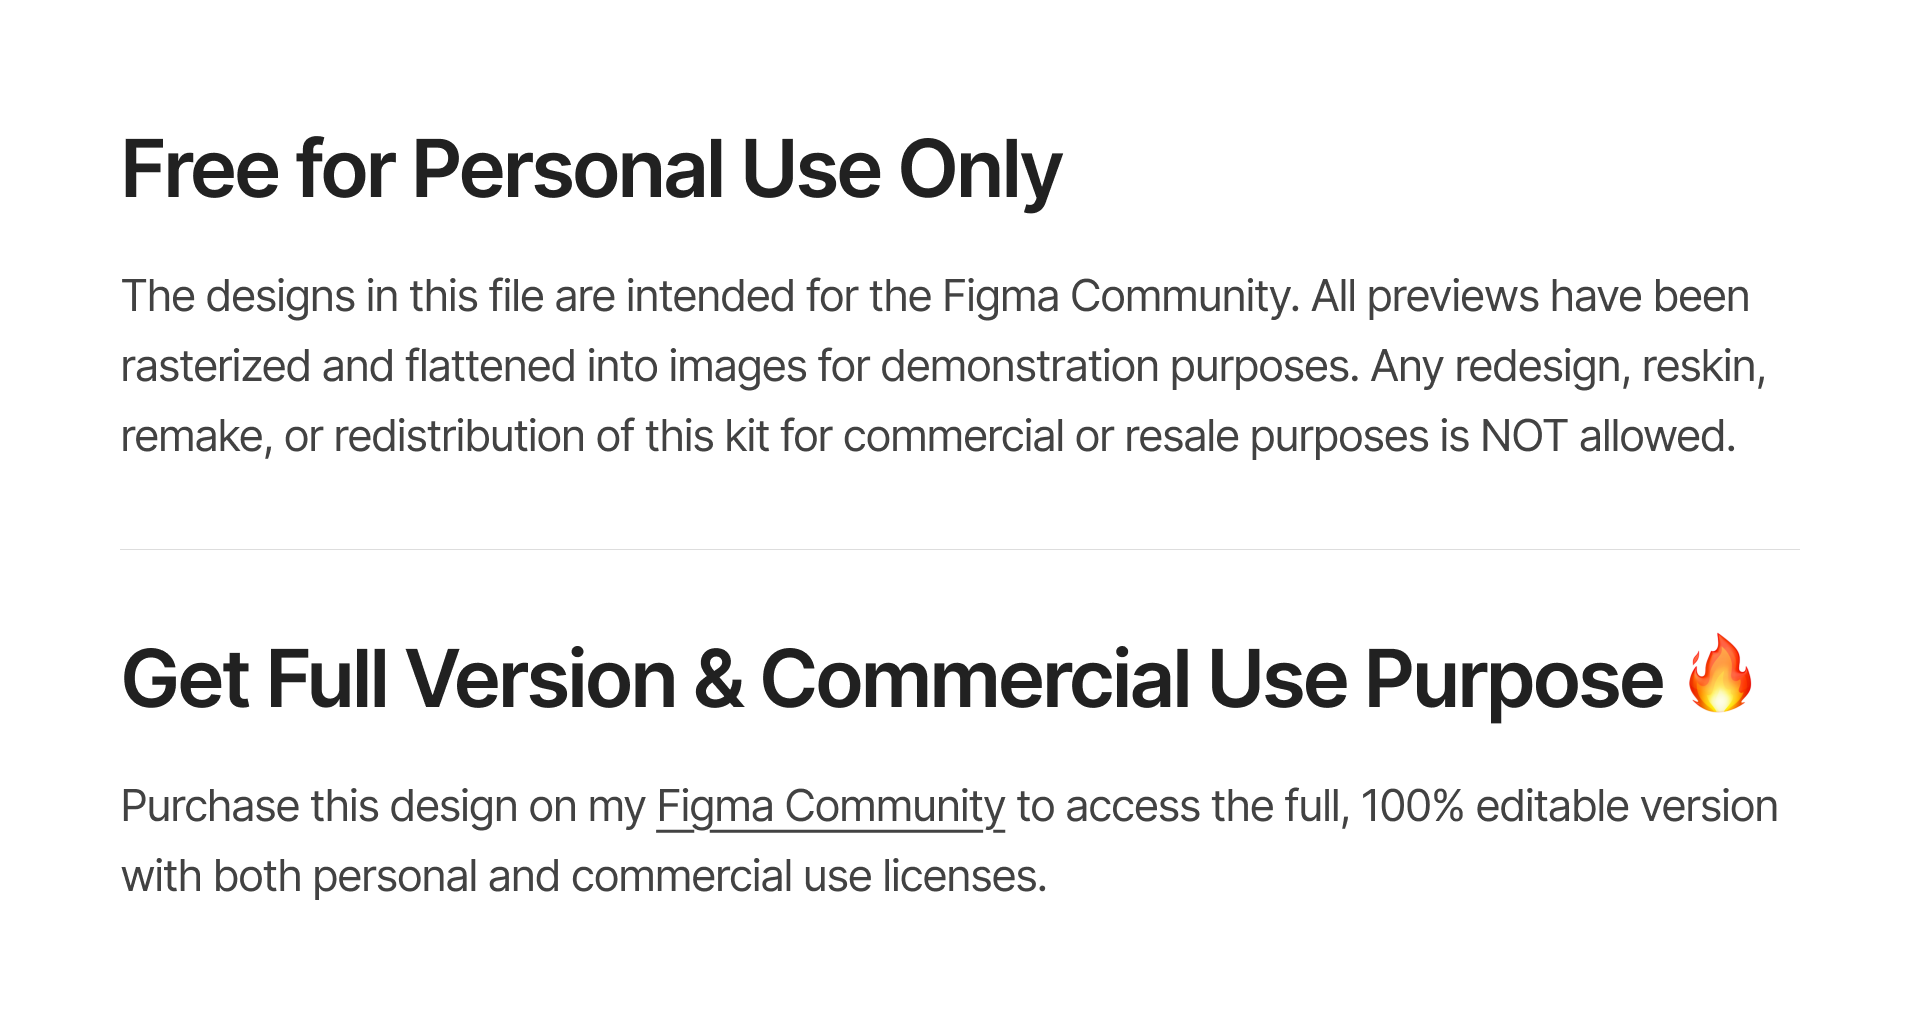 Free for Personal Use Only
The designs in this file are intended for the Figma Community. All previews have been
rasterized and flattened into images for demonstration purposes. Any redesign, reskin,
remake, or redistribution of this kit for commercial or resale purposes is NOT allowed.
Get Full Version & Commercial Use Purpose 🔥
Purchase this design on my Figma Community to access the full, 100% editable version
with both personal and commercial use licenses.